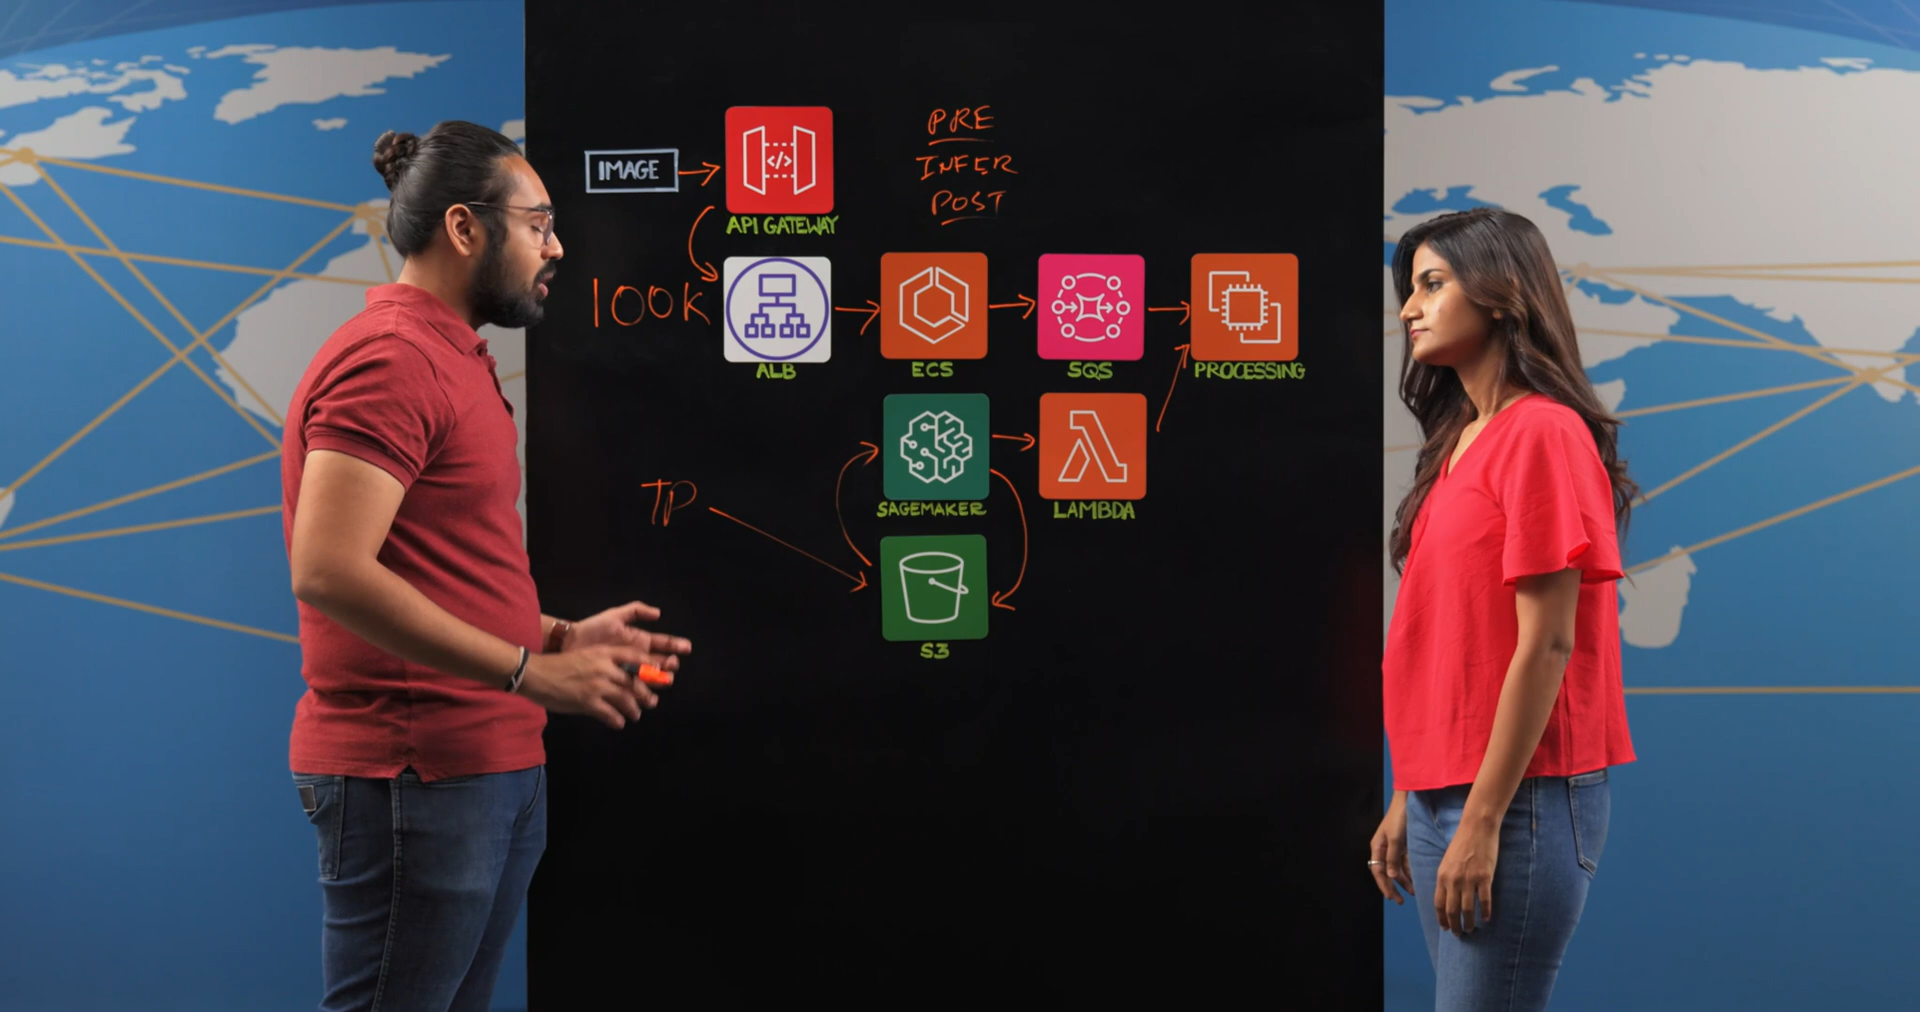 IMAGE
API GATEWAY
PRE
INFER
POST
100K
ALB
ECS
SQS
PROCESSING
SAGEMAKER
LAMBDA
TP
S3